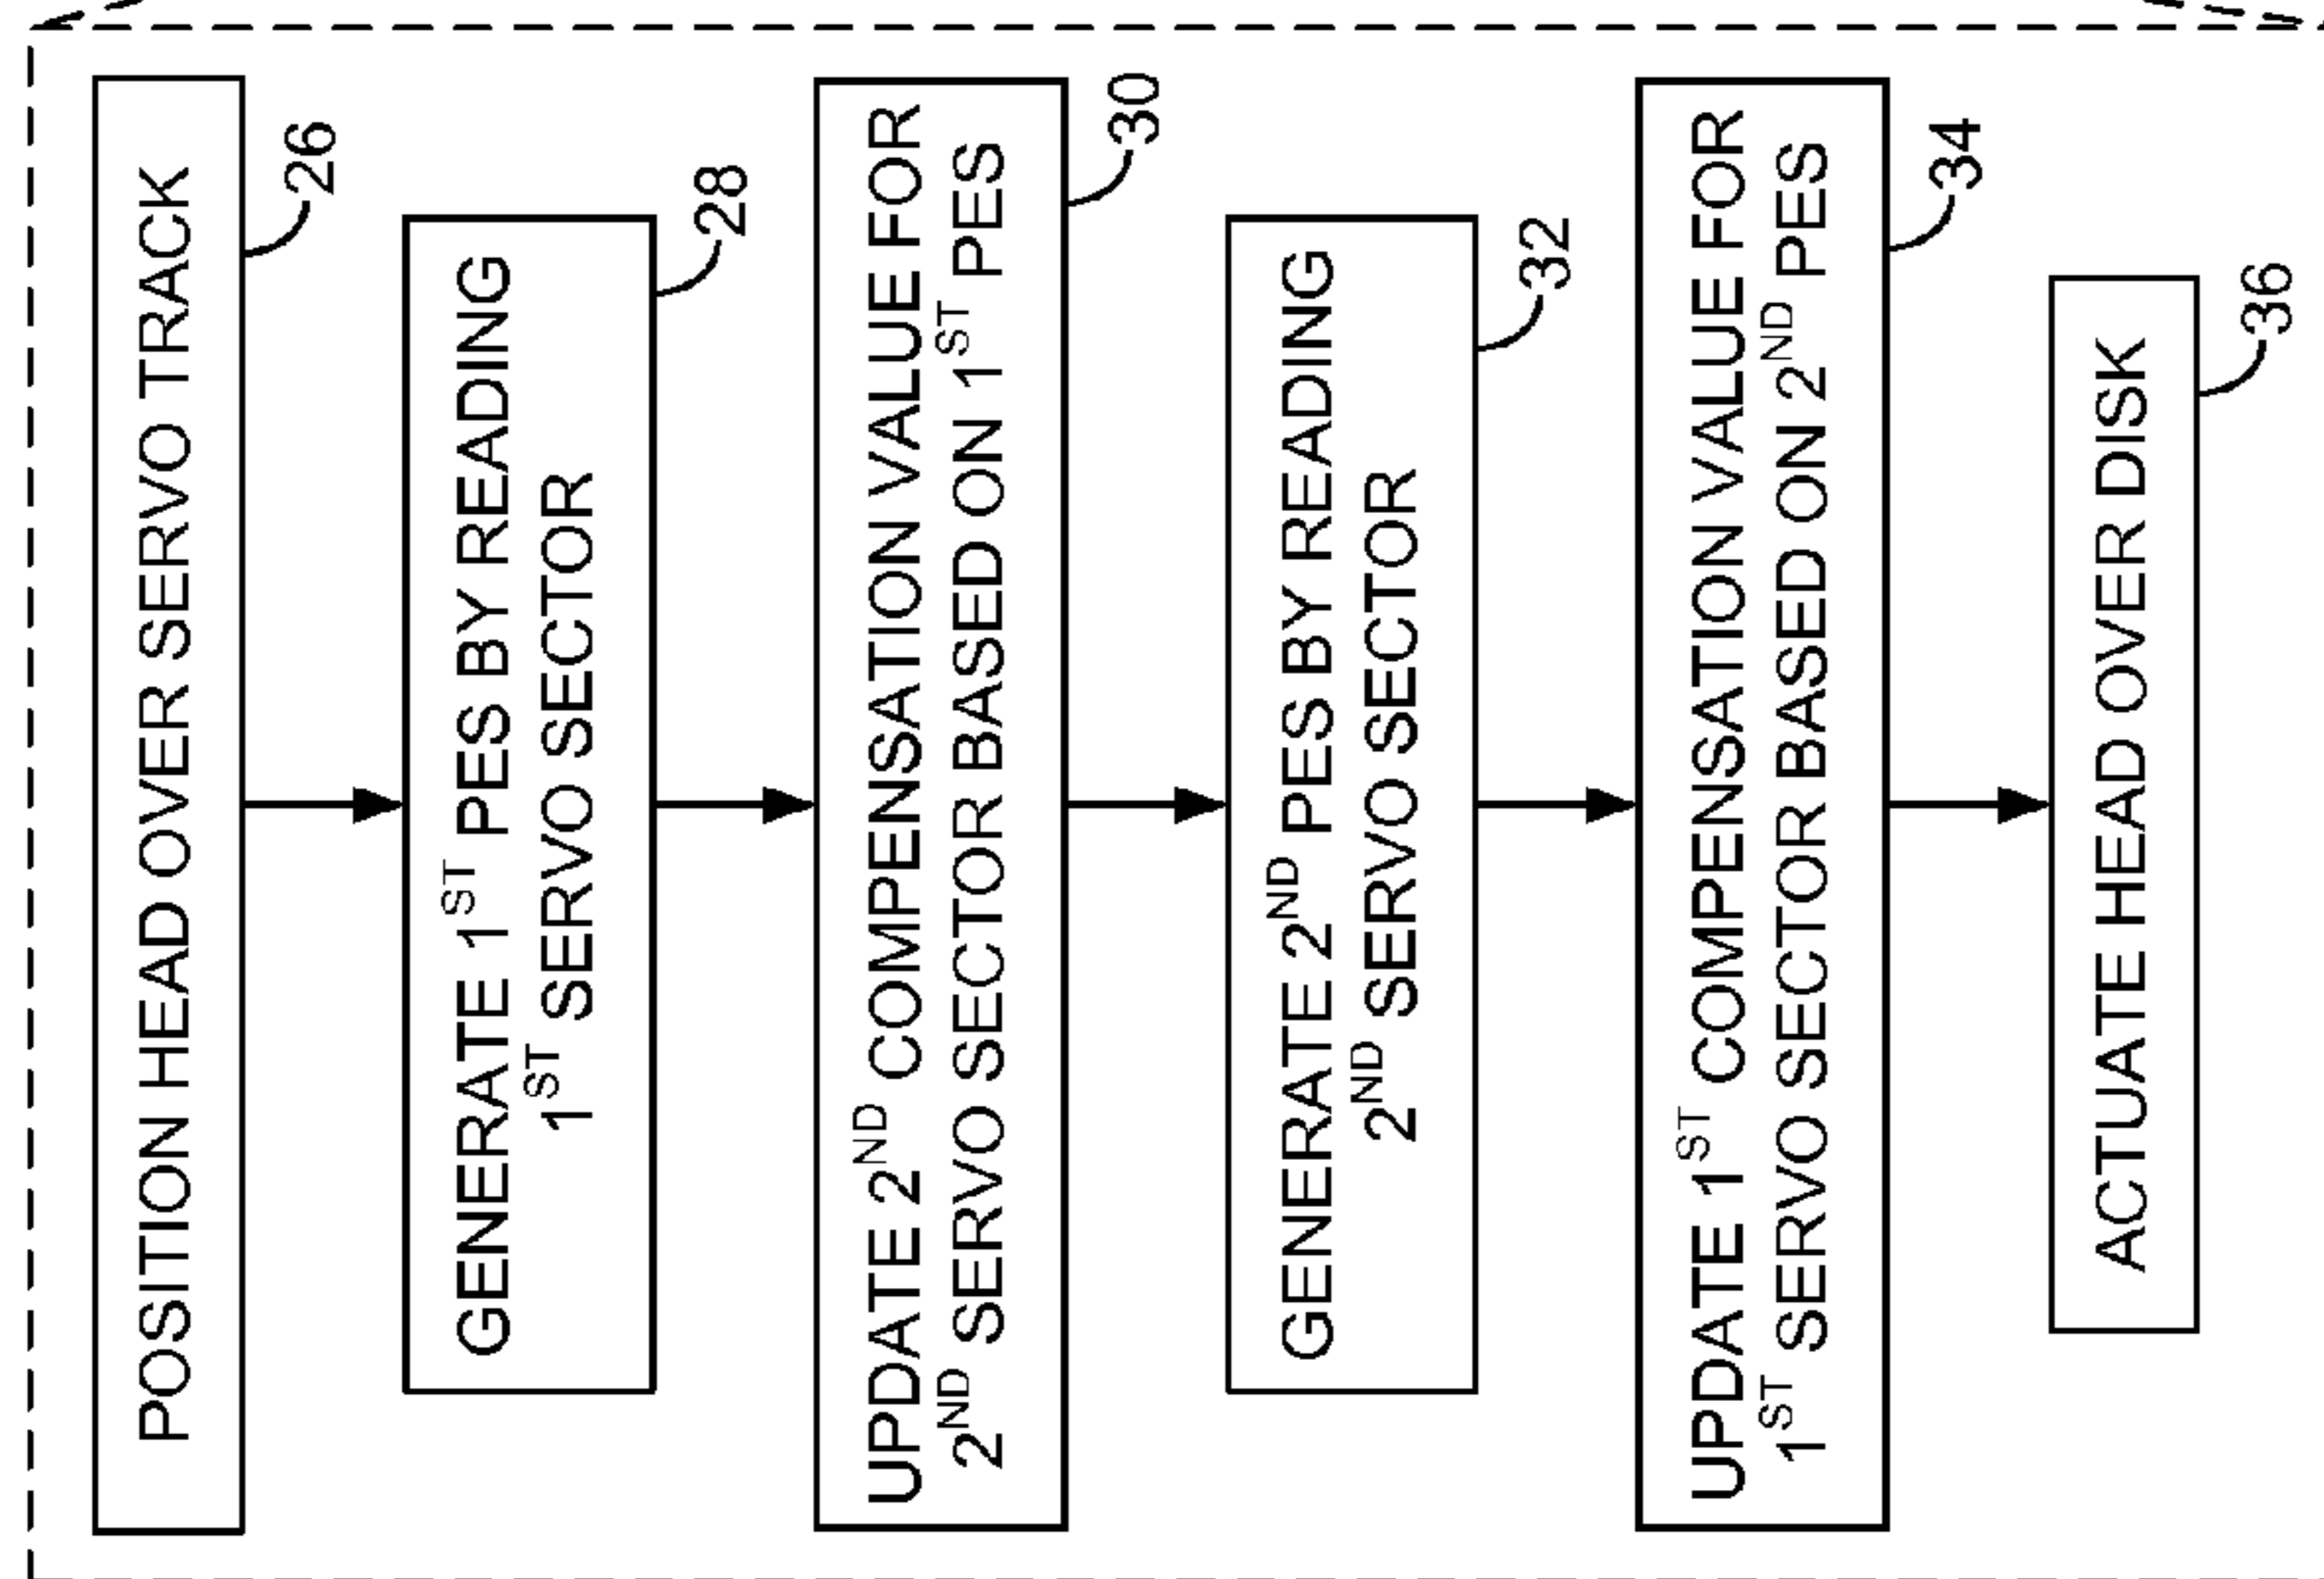 POSITION HEAD OVER SERVO TRACK
26
GENERATE 1ST PES BY READING
1ST SERVO SECTOR
28
UPDATE 2ND COMPENSATION VALUE FOR
2ND SERVO SECTOR BASED ON 1ST PES
30
GENERATE 2ND PES BY READING
2ND SERVO SECTOR
32
UPDATE 1ST COMPENSATION VALUE FOR
1ST SERVO SECTOR BASED ON 2ND PES
34
ACTUATE HEAD OVER DISK
36